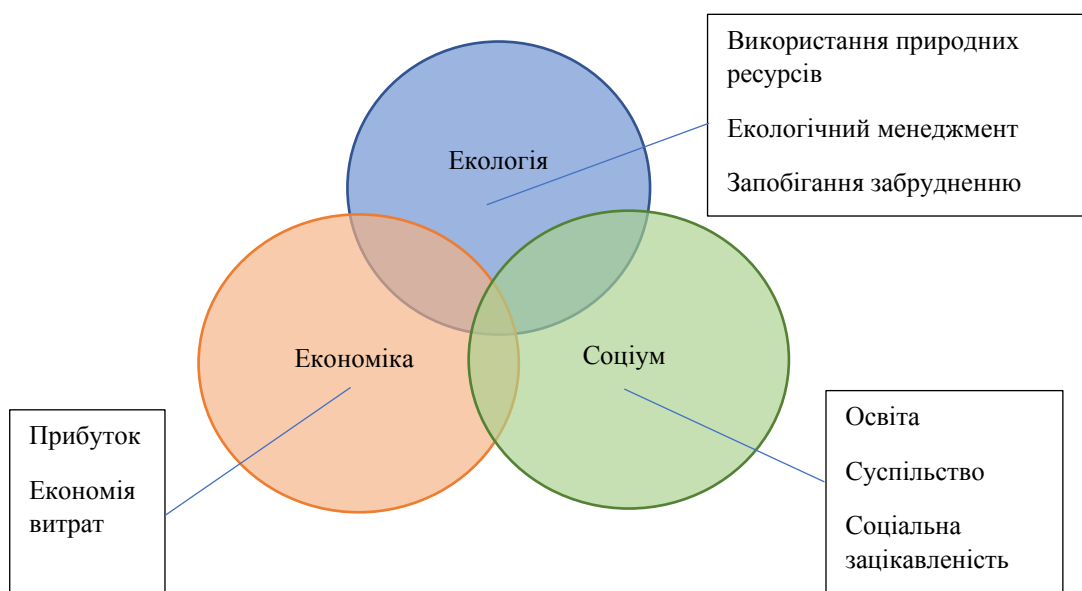 Використання природних
ресурсів
Екологічний менеджмент
Запобігання забрудненню
Екологія
Економіка
Соціум
Прибуток
Економія
витрат
Освіта
Суспільство
Соціальна
зацікавленість